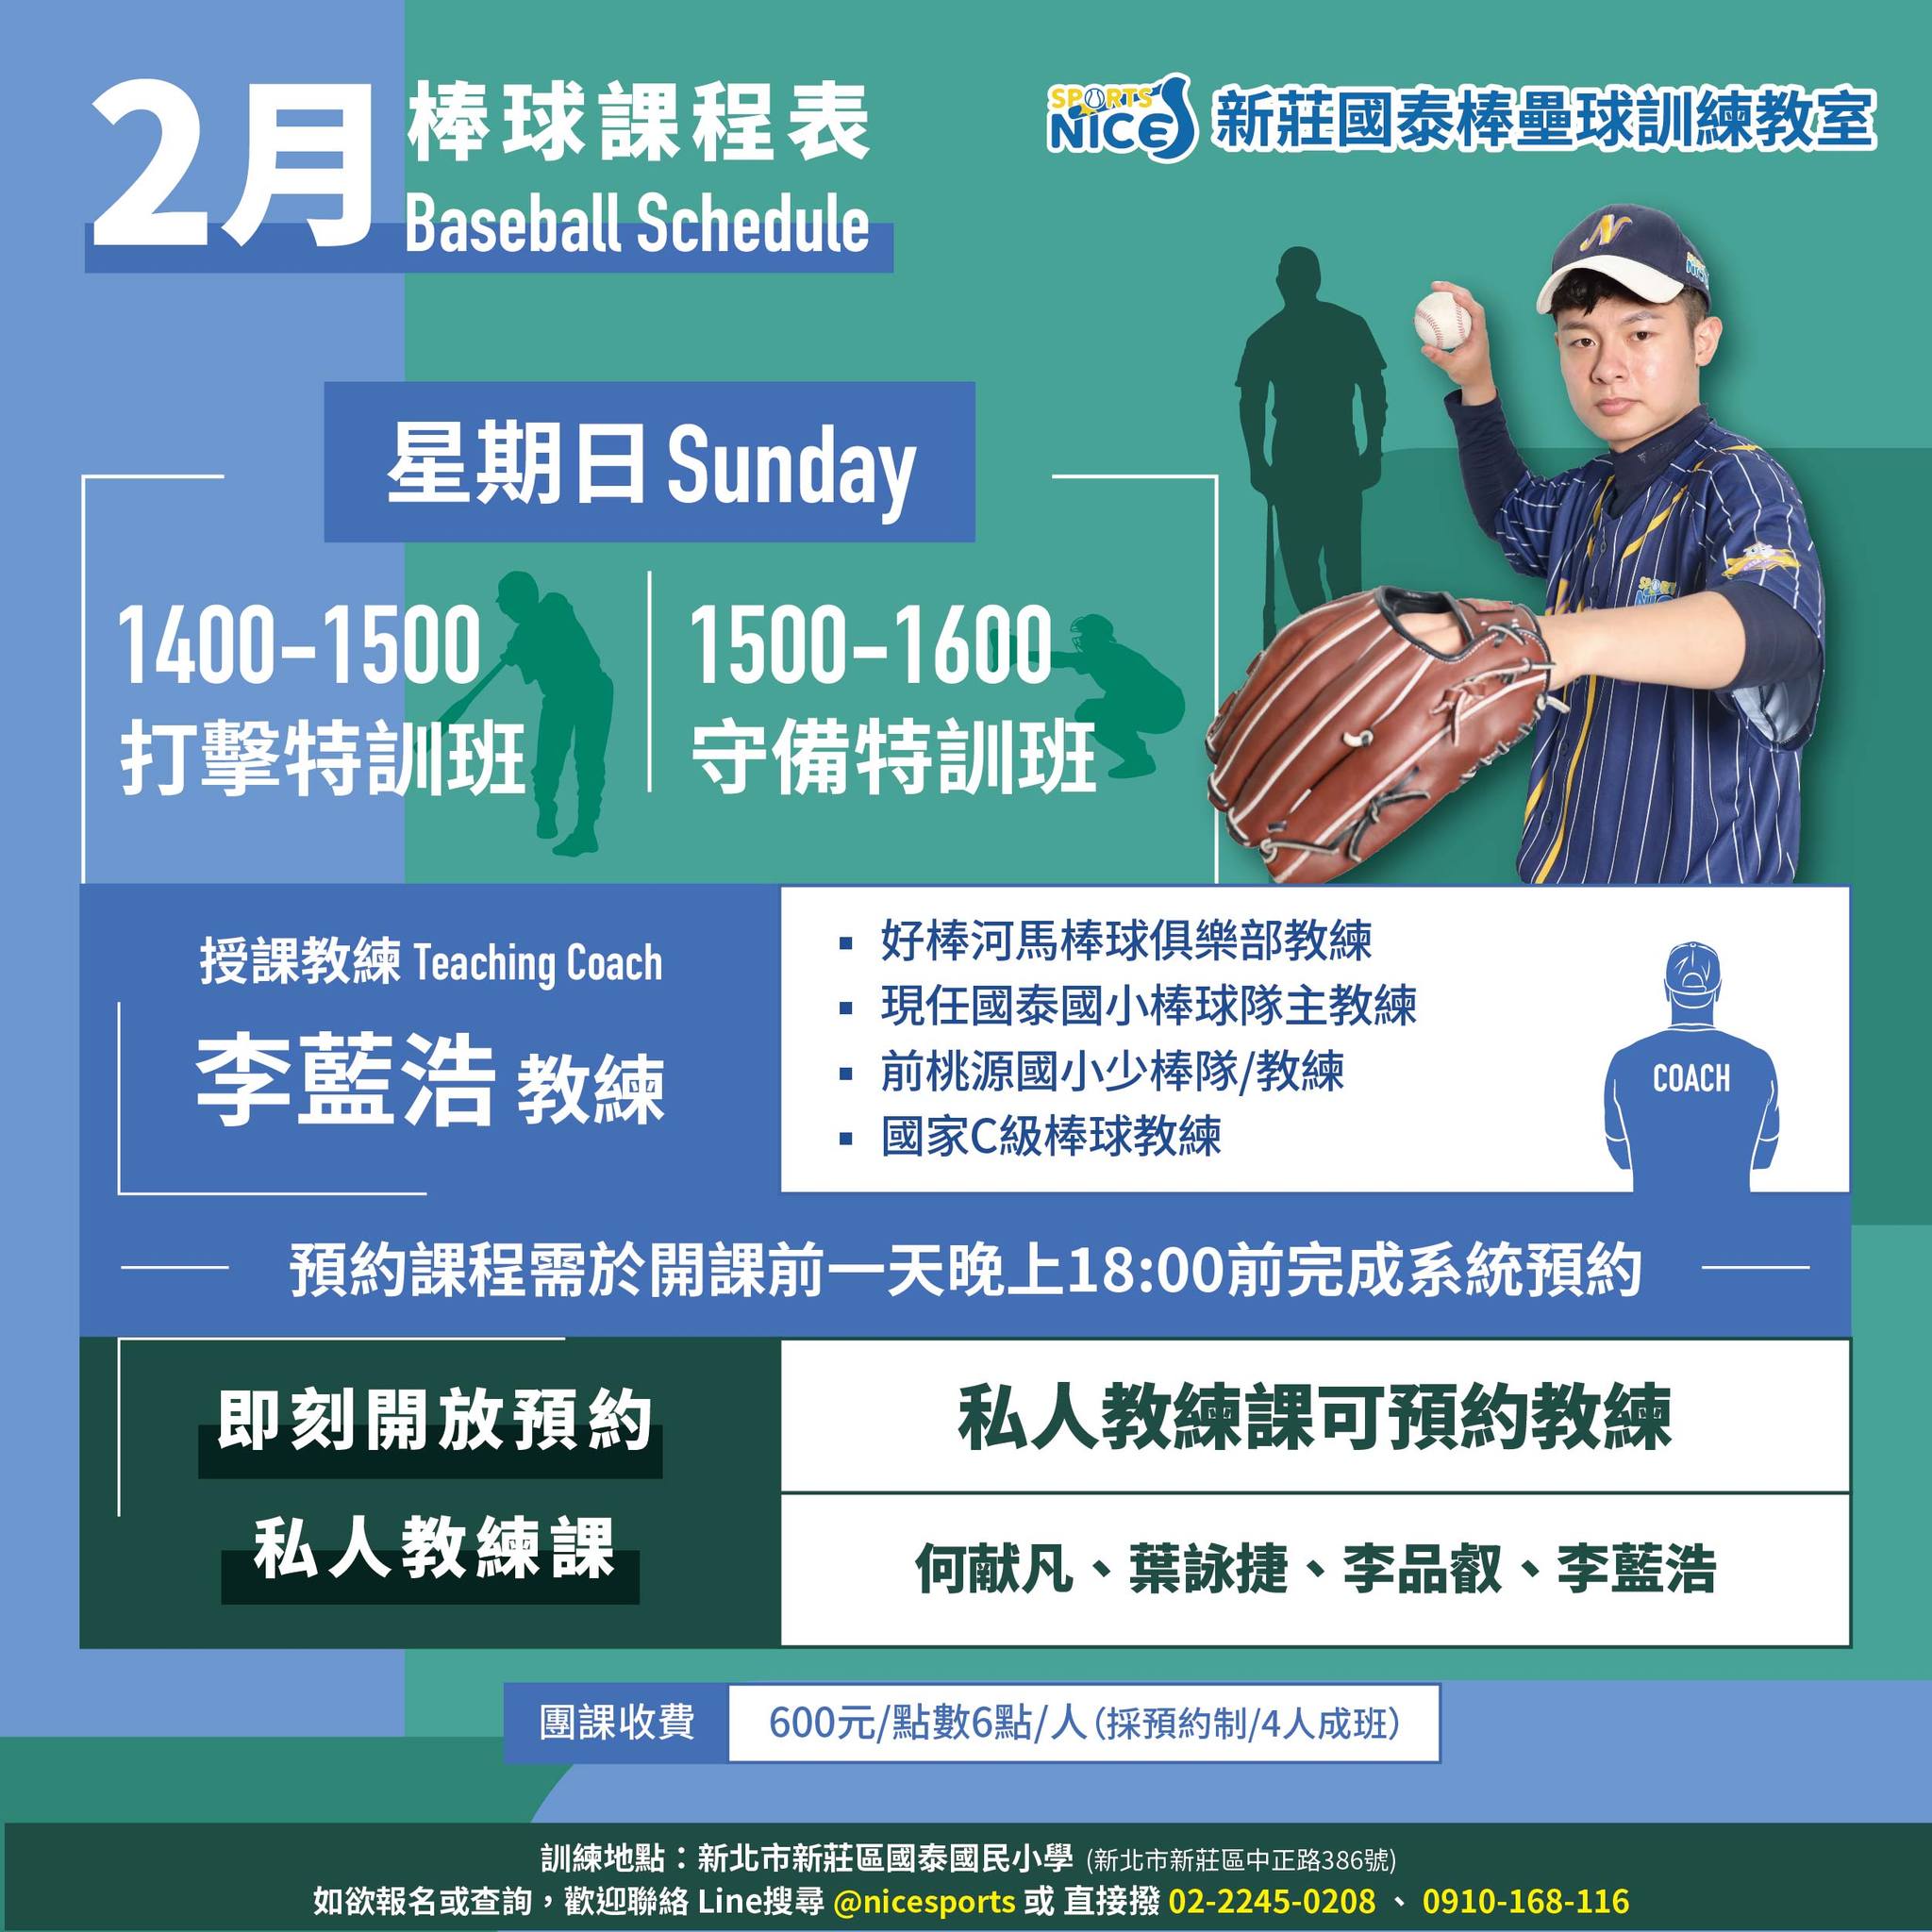 2月 棒球課程表
Baseball Schedule
SPORTS
NICE
新莊國泰棒壘球訓練教室
N
星期日 Sunday
1400-1500
打擊特訓班
1500-1600
守備特訓班
授課教練 Teaching Coach
李藍浩 教練
▪ 好棒河馬棒球俱樂部教練
▪ 現任國泰國小棒球隊主教練
▪ 前桃源國小少棒隊/教練
▪ 國家C級棒球教練
COACH
預約課程需於開課前一天晚上18:00前完成系統預約
即刻開放預約
私人教練課
私人教練課可預約教練
何献凡、葉詠捷、李品叡、李藍浩
團課收費
600元/點數6點/人（採預約制/4人成班）
訓練地點：新北市新莊區國泰國民小學 (新北市新莊區中正路386號)
如欲報名或查詢，歡迎聯絡 Line搜尋 @nicesports 或 直接撥 02-2245-0208 、 0910-168-116